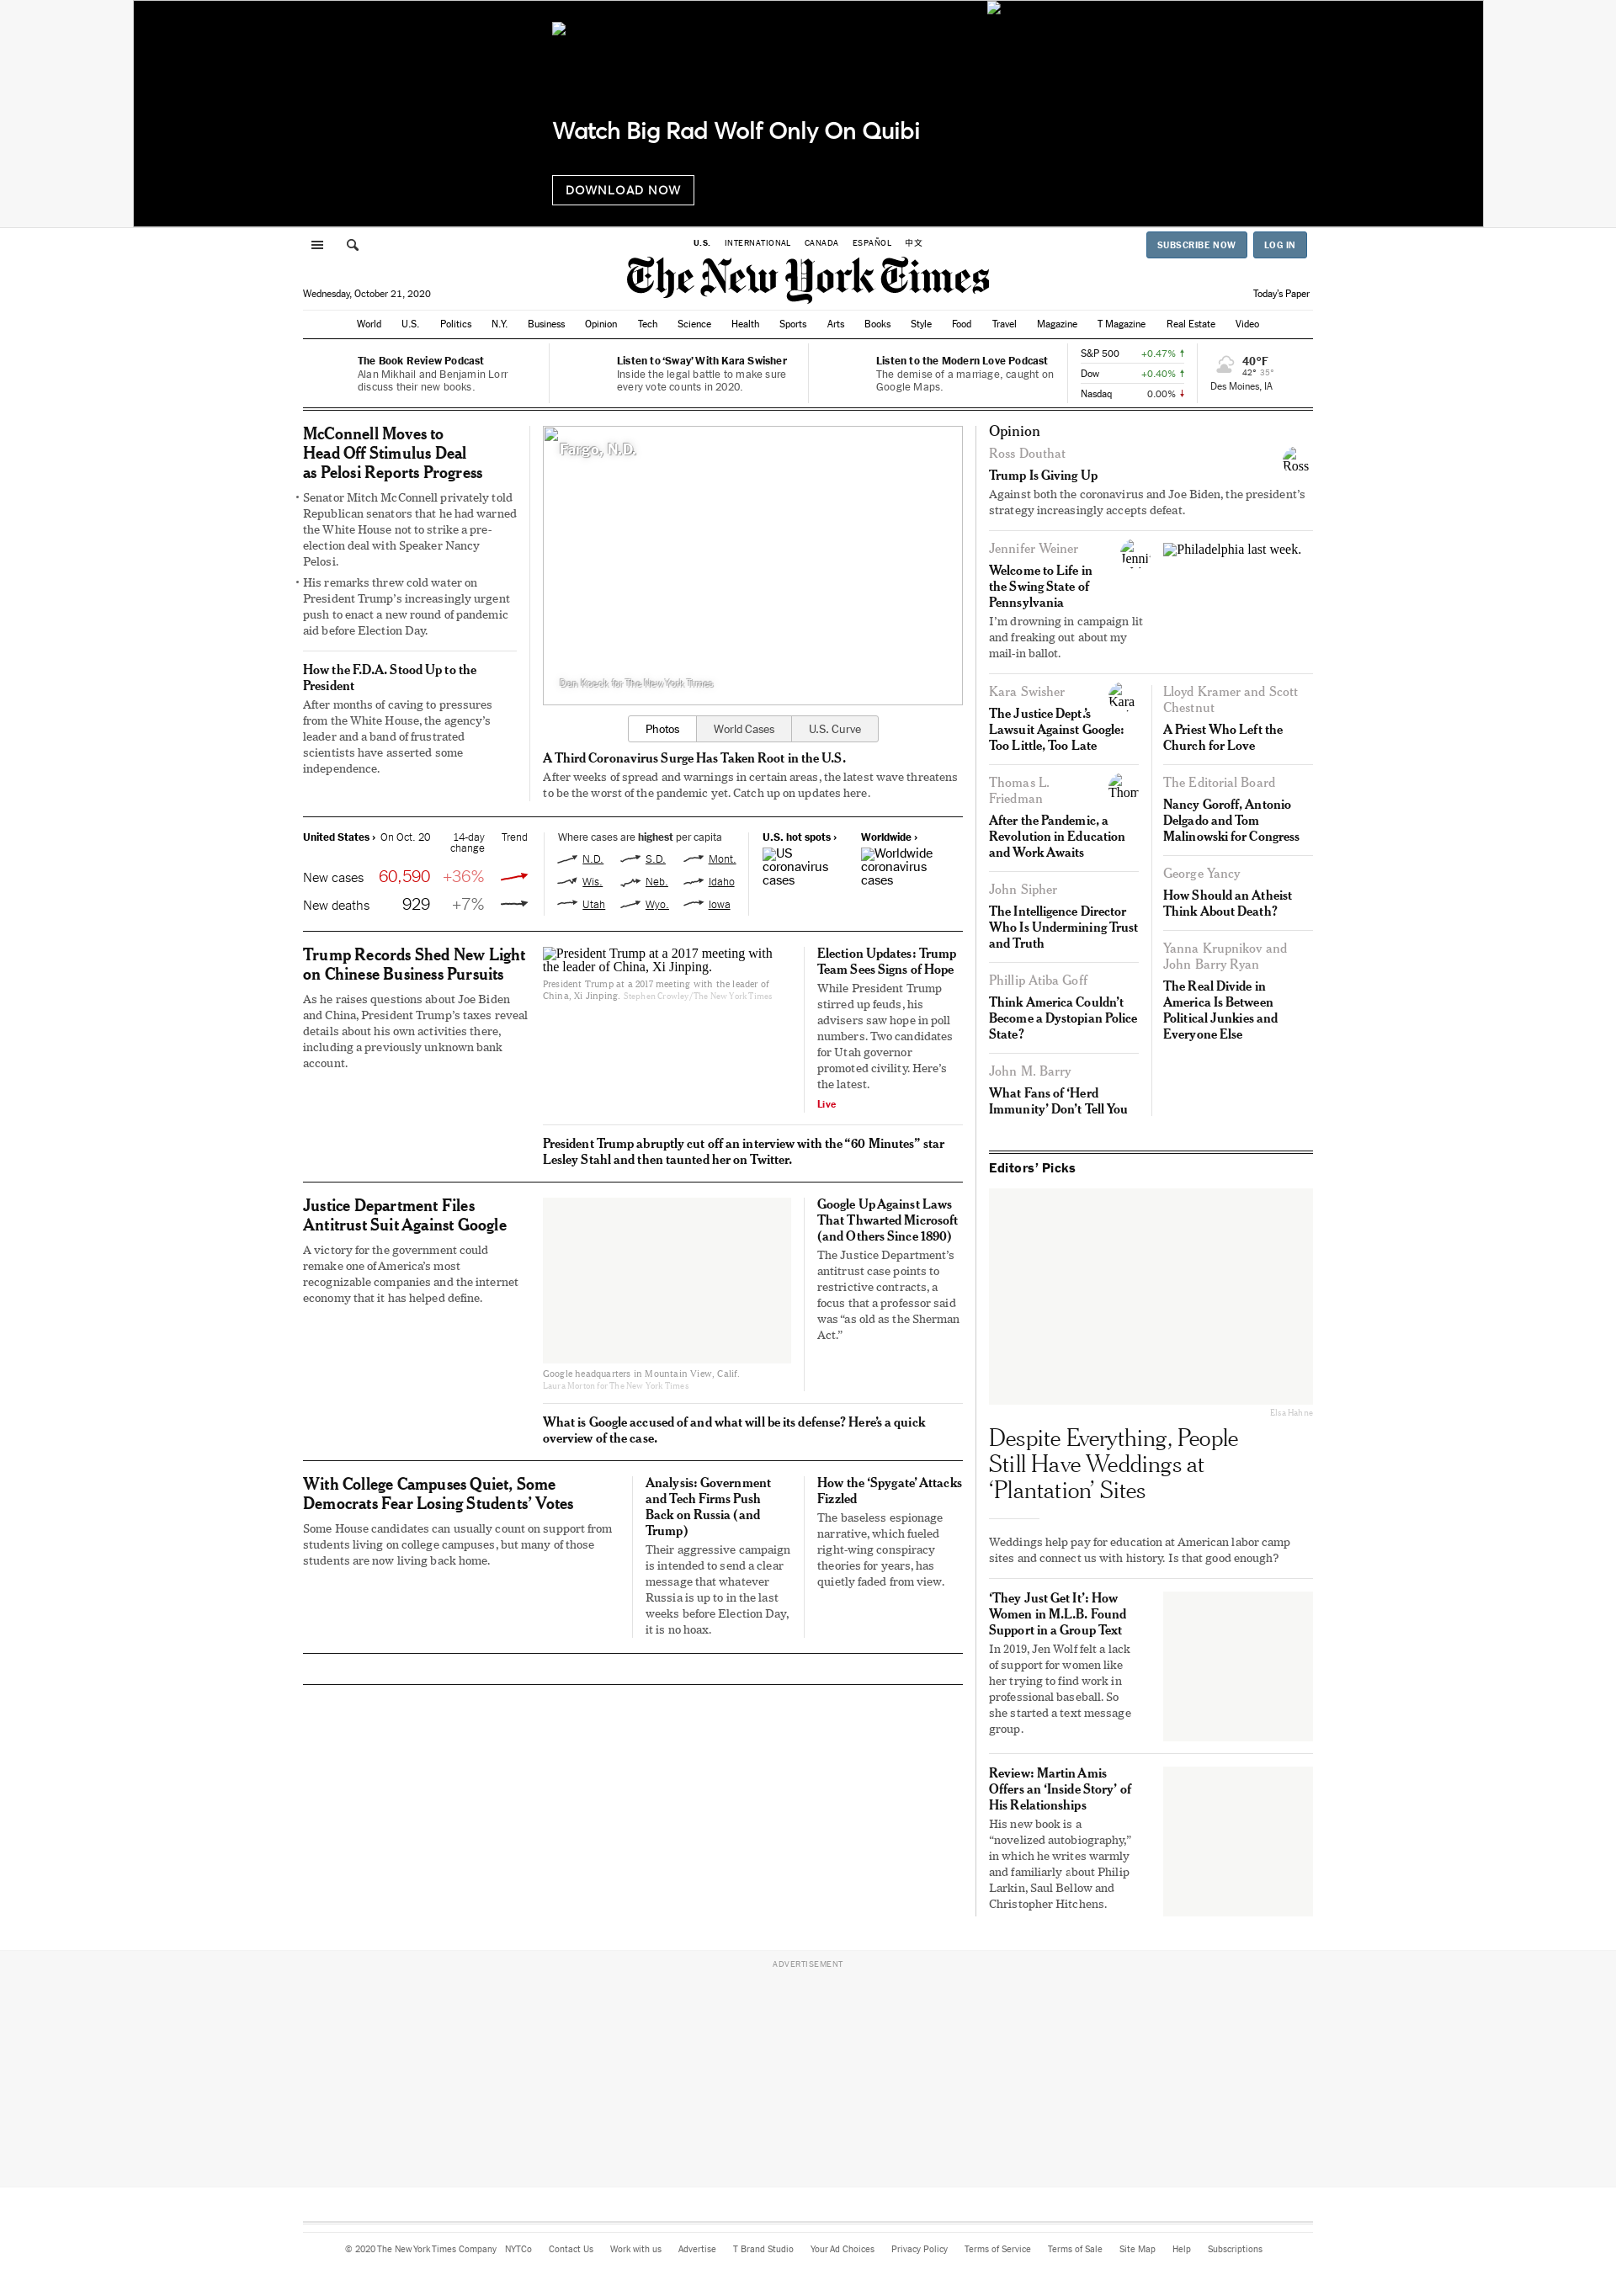 Watch Big Rad Wolf Only On Quibi
DOWNLOAD NOW
U.S. INTERNATIONAL CANADA ESPAÑOL 中文
SUBSCRIBE NOW LOG IN
The New York Times
Wednesday, October 21, 2020
Today's Paper
World U.S. Politics N.Y. Business Opinion Tech Science Health Sports Arts Books Style Food Travel Magazine T Magazine Real Estate Video
The Book Review Podcast
Alan Mikhail and Benjamin Lorr
discuss their new books.
Listen to ‘Sway’ With Kara Swisher
Inside the legal battle to make sure
every vote counts in 2020.
Listen to the Modern Love Podcast
The demise of a marriage, caught on
Google Maps.
S&P 500 +0.47%
Dow +0.40%
Nasdaq 0.00%
40°F
42° 35°
Des Moines, IA
McConnell Moves to
Head Off Stimulus Deal
as Pelosi Reports Progress
• Senator Mitch McConnell privately told
Republican senators that he had warned
the White House not to strike a pre-
election deal with Speaker Nancy
Pelosi.
• His remarks threw cold water on
President Trump’s increasingly urgent
push to enact a new round of pandemic
aid before Election Day.
How the F.D.A. Stood Up to the
President
After months of caving to pressures
from the White House, the agency’s
leader and a band of frustrated
scientists have asserted some
independence.
Fargo, N.D.
Dan Koeck for The New York Times
Photos World Cases U.S. Curve
A Third Coronavirus Surge Has Taken Root in the U.S.
After weeks of spread and warnings in certain areas, the latest wave threatens
to be the worst of the pandemic yet. Catch up on updates here.
United States › On Oct. 20 14-day Trend
change
New cases 60,590 +36%
New deaths 929 +7%
Where cases are highest per capita
N.D. S.D. Mont.
Wis. Neb. Idaho
Utah Wyo. Iowa
U.S. hot spots ›
US
coronavirus
cases
Worldwide ›
Worldwide
coronavirus
cases
Trump Records Shed New Light
on Chinese Business Pursuits
As he raises questions about Joe Biden
and China, President Trump’s taxes reveal
details about his own activities there,
including a previously unknown bank
account.
President Trump at a 2017 meeting with
the leader of China, Xi Jinping.
President Trump at a 2017 meeting with the leader of
China, Xi Jinping. Stephen Crowley/The New York Times
Election Updates: Trump
Team Sees Signs of Hope
While President Trump
stirred up feuds, his
advisers saw hope in poll
numbers. Two candidates
for Utah governor
promoted civility. Here’s
the latest.
Live
President Trump abruptly cut off an interview with the “60 Minutes” star
Lesley Stahl and then taunted her on Twitter.
Justice Department Files
Antitrust Suit Against Google
A victory for the government could
remake one of America’s most
recognizable companies and the internet
economy that it has helped define.
Google headquarters in Mountain View, Calif.
Laura Morton for The New York Times
Google Up Against Laws
That Thwarted Microsoft
(and Others Since 1890)
The Justice Department’s
antitrust case points to
restrictive contracts, a
focus that a professor said
was “as old as the Sherman
Act.”
What is Google accused of and what will be its defense? Here’s a quick
overview of the case.
With College Campuses Quiet, Some
Democrats Fear Losing Students’ Votes
Some House candidates can usually count on support from
students living on college campuses, but many of those
students are now living back home.
Analysis: Government
and Tech Firms Push
Back on Russia (and
Trump)
Their aggressive campaign
is intended to send a clear
message that whatever
Russia is up to in the last
weeks before Election Day,
it is no hoax.
How the ‘Spygate’ Attacks
Fizzled
The baseless espionage
narrative, which fueled
right-wing conspiracy
theories for years, has
quietly faded from view.
Opinion
Ross Douthat
Ross
Trump Is Giving Up
Against both the coronavirus and Joe Biden, the president’s
strategy increasingly accepts defeat.
Jennifer Weiner
Welcome to Life in
the Swing State of
Pennsylvania
I’m drowning in campaign lit
and freaking out about my
mail-in ballot.
Philadelphia last week.
Kara Swisher
Kara
The Justice Dept.’s
Lawsuit Against Google:
Too Little, Too Late
Thomas L.
Friedman
After the Pandemic, a
Revolution in Education
and Work Awaits
John Sipher
The Intelligence Director
Who Is Undermining Trust
and Truth
Phillip Atiba Goff
Think America Couldn’t
Become a Dystopian Police
State?
John M. Barry
What Fans of ‘Herd
Immunity’ Don’t Tell You
Lloyd Kramer and Scott
Chestnut
A Priest Who Left the
Church for Love
The Editorial Board
Nancy Goroff, Antonio
Delgado and Tom
Malinowski for Congress
George Yancy
How Should an Atheist
Think About Death?
Yanna Krupnikov and
John Barry Ryan
The Real Divide in
America Is Between
Political Junkies and
Everyone Else
Editors’ Picks
Elsa Hahne
Despite Everything, People
Still Have Weddings at
‘Plantation’ Sites
Weddings help pay for education at American labor camp
sites and connect us with history. Is that good enough?
‘They Just Get It’: How
Women in M.L.B. Found
Support in a Group Text
In 2019, Jen Wolf felt a lack
of support for women like
her trying to find work in
professional baseball. So
she started a text message
group.
Review: Martin Amis
Offers an ‘Inside Story’ of
His Relationships
His new book is a
“novelized autobiography,”
in which he writes warmly
and familiarly about Philip
Larkin, Saul Bellow and
Christopher Hitchens.
ADVERTISEMENT
© 2020 The New York Times Company NYTCo Contact Us Work with us Advertise T Brand Studio Your Ad Choices Privacy Policy Terms of Service Terms of Sale Site Map Help Subscriptions